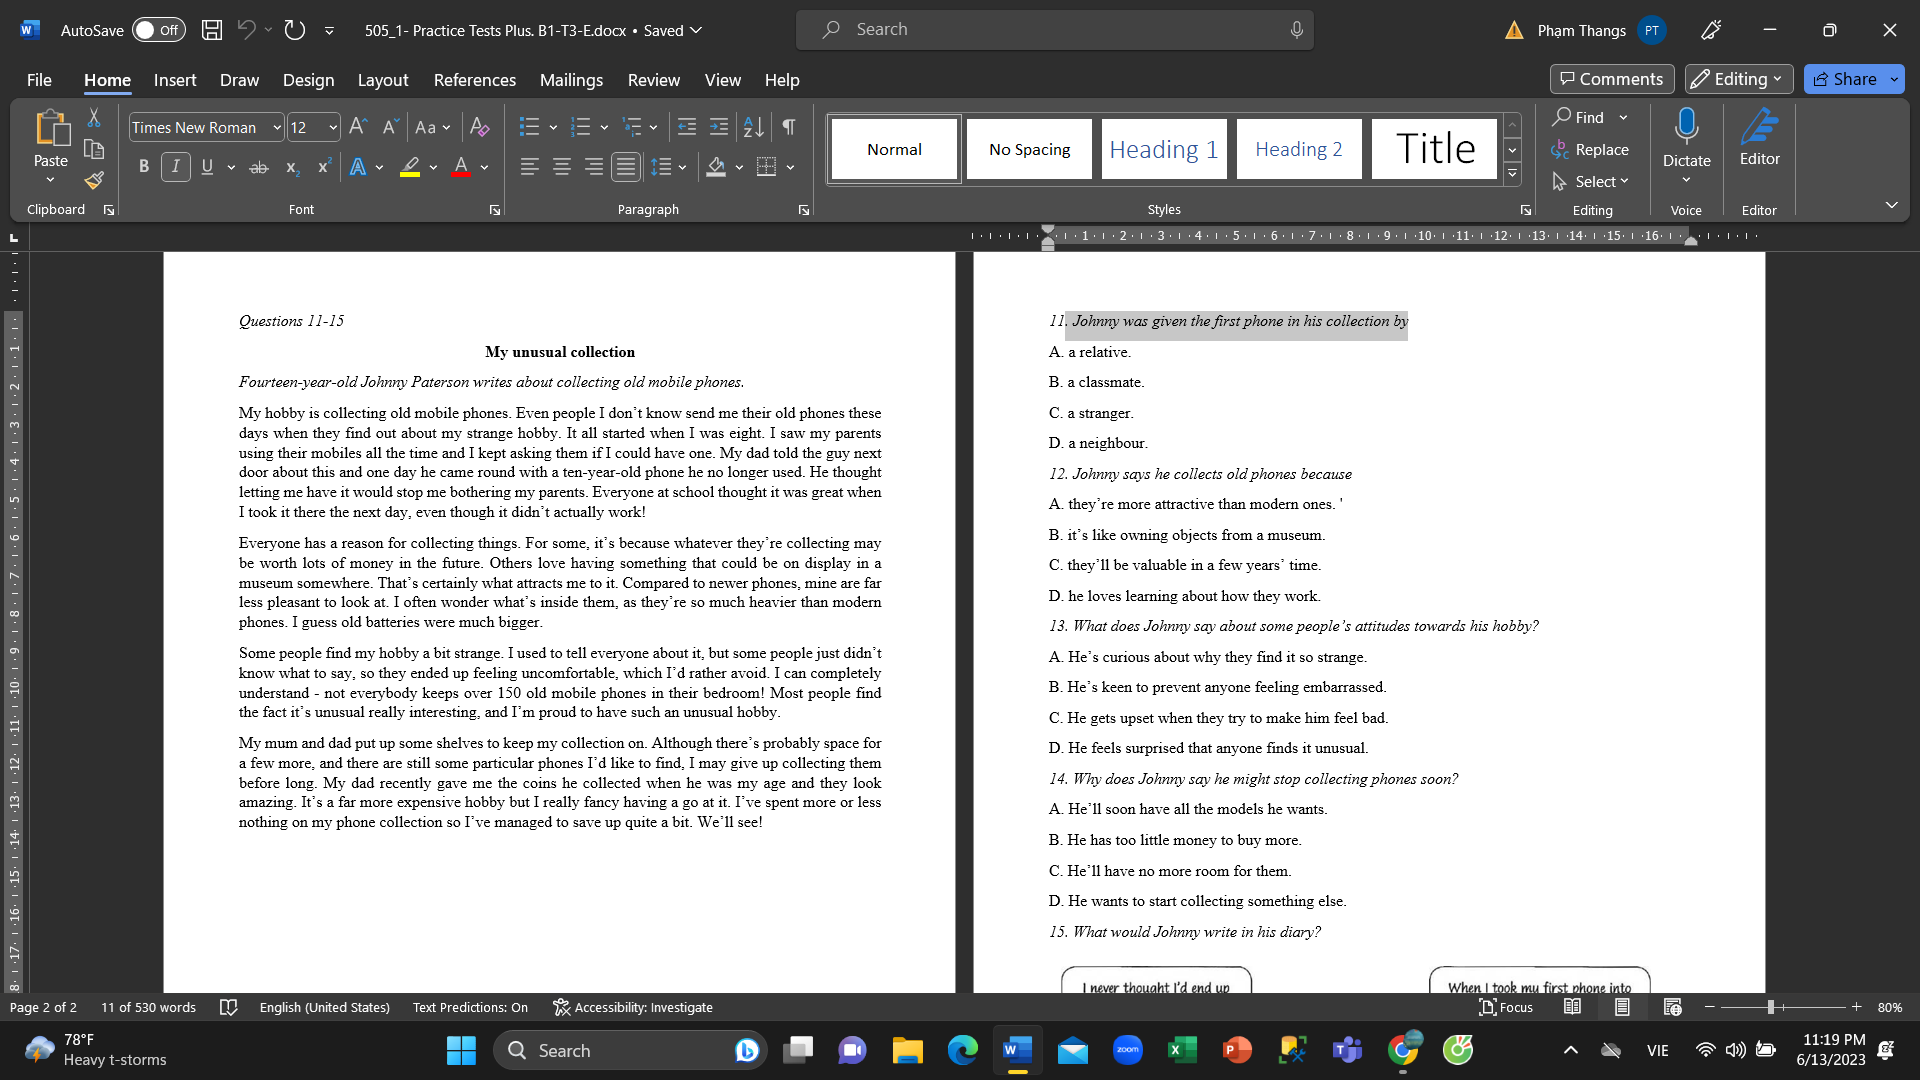 AutoSave Off 505_1- Practice Tests Plus. B1-T3-E.docx • Saved Search Phạm Thangs PT
File Home Insert Draw Design Layout References Mailings Review View Help Comments Editing Share
Paste Times New Roman 12 Normal No Spacing Heading 1 Heading 2 Title Find Replace Select Dictate Editor
Clipboard Font Paragraph Styles Editing Voice Editor
Questions 11-15
My unusual collection
Fourteen-year-old Johnny Paterson writes about collecting old mobile phones.
My hobby is collecting old mobile phones. Even people I don’t know send me their old phones these
days when they find out about my strange hobby. It all started when I was eight. I saw my parents
using their mobiles all the time and I kept asking them if I could have one. My dad told the guy next
door about this and one day he came round with a ten-year-old phone he no longer used. He thought
letting me have it would stop me bothering my parents. Everyone at school thought it was great when
I took it there the next day, even though it didn’t actually work!
Everyone has a reason for collecting things. For some, it’s because whatever they’re collecting may
be worth lots of money in the future. Others love having something that could be on display in a
museum somewhere. That’s certainly what attracts me to it. Compared to newer phones, mine are far
less pleasant to look at. I often wonder what’s inside them, as they’re so much heavier than modern
phones. I guess old batteries were much bigger.
Some people find my hobby a bit strange. I used to tell everyone about it, but some people just didn’t
know what to say, so they ended up feeling uncomfortable, which I’d rather avoid. I can completely
understand - not everybody keeps over 150 old mobile phones in their bedroom! Most people find
the fact it’s unusual really interesting, and I’m proud to have such an unusual hobby.
My mum and dad put up some shelves to keep my collection on. Although there’s probably space for
a few more, and there are still some particular phones I’d like to find, I may give up collecting them
before long. My dad recently gave me the coins he collected when he was my age and they look
amazing. It’s a far more expensive hobby but I really fancy having a go at it. I’ve spent more or less
nothing on my phone collection so I’ve managed to save up quite a bit. We’ll see!
11. Johnny was given the first phone in his collection by
A. a relative.
B. a classmate.
C. a stranger.
D. a neighbour.
12. Johnny says he collects old phones because
A. they’re more attractive than modern ones. '
B. it’s like owning objects from a museum.
C. they’ll be valuable in a few years’ time.
D. he loves learning about how they work.
13. What does Johnny say about some people’s attitudes towards his hobby?
A. He’s curious about why they find it so strange.
B. He’s keen to prevent anyone feeling embarrassed.
C. He gets upset when they try to make him feel bad.
D. He feels surprised that anyone finds it unusual.
14. Why does Johnny say he might stop collecting phones soon?
A. He’ll soon have all the models he wants.
B. He has too little money to buy more.
C. He’ll have no more room for them.
D. He wants to start collecting something else.
15. What would Johnny write in his diary?
I never thought I’d end up
When I took my first phone into
Page 2 of 2 11 of 530 words English (United States) Text Predictions: On Accessibility: Investigate Focus 80%
78°F
Heavy t-storms
Search
zoom
VIE
11:19 PM
6/13/2023